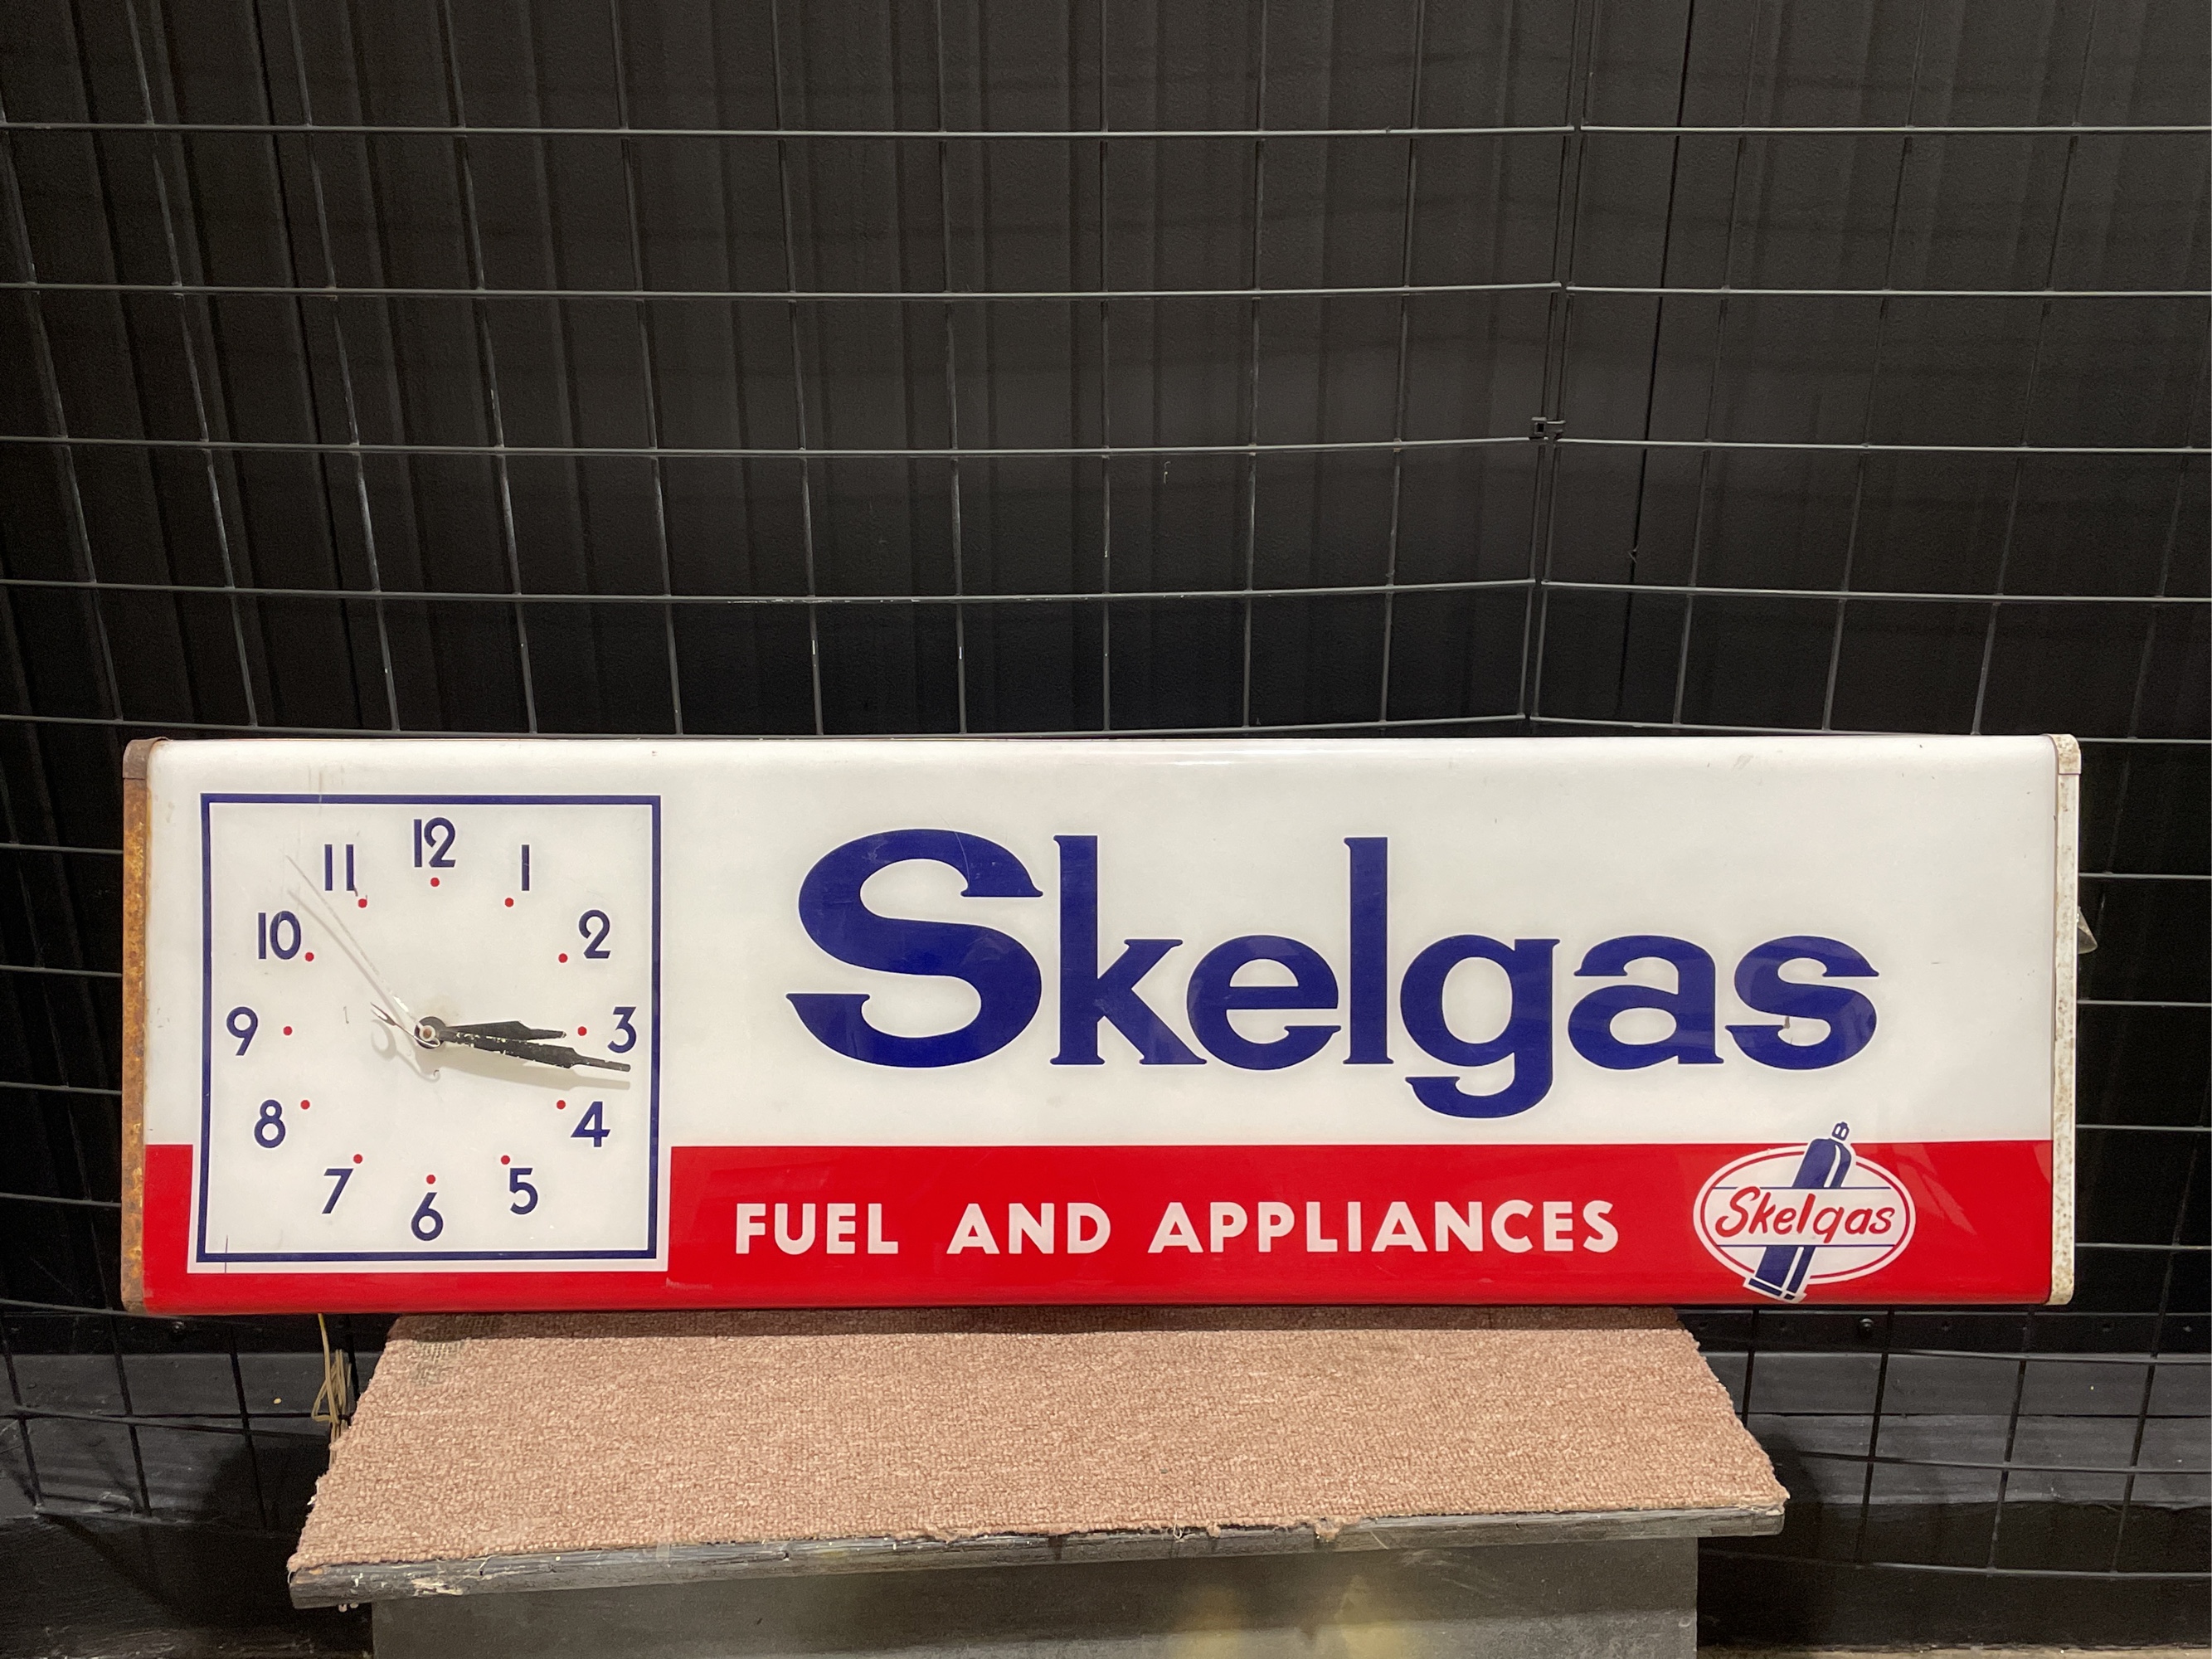 12
11 1
10 2
9 3
8 4
7 5
6
Skelgas
FUEL AND APPLIANCES
Skelgas